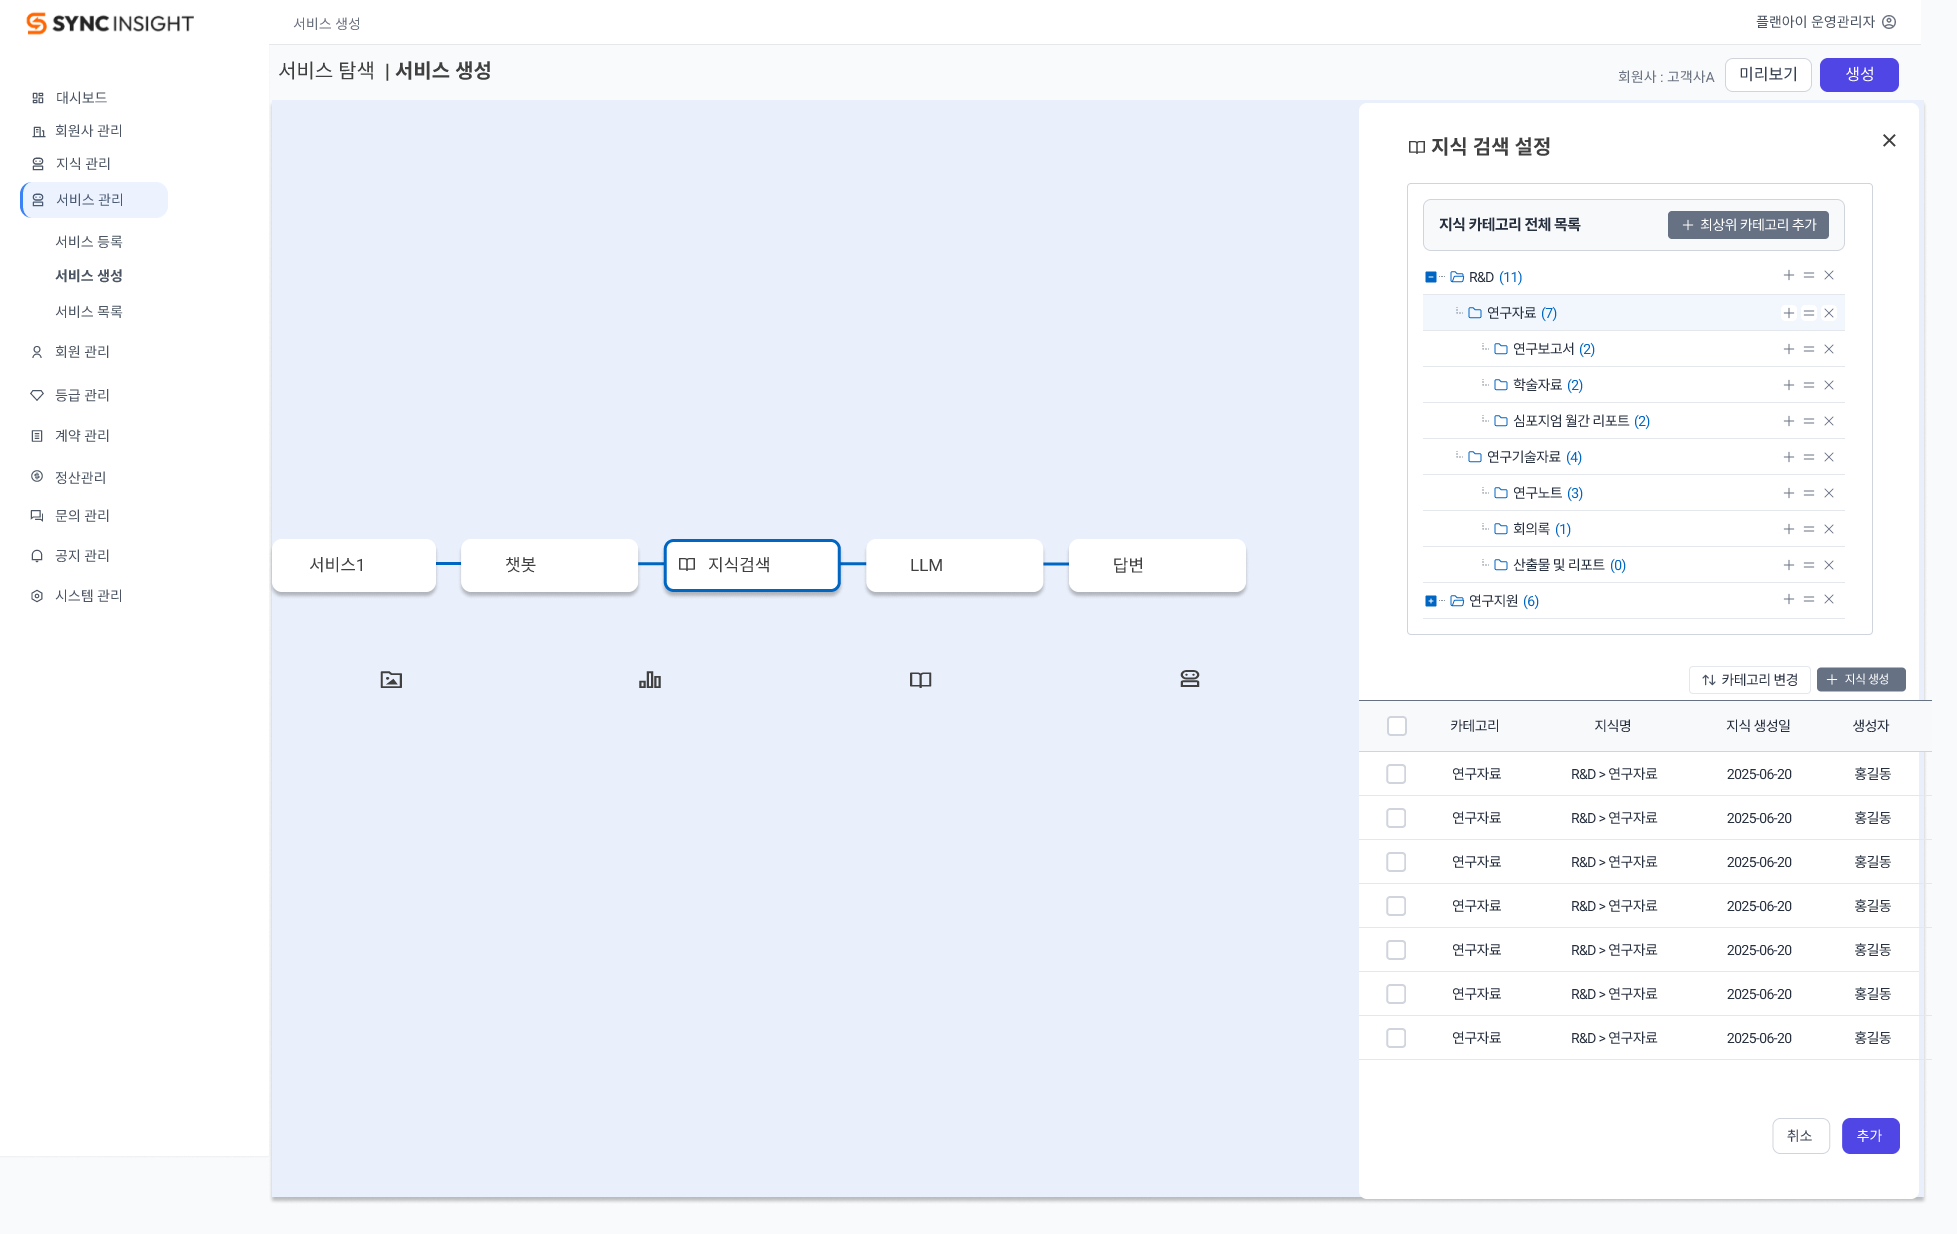 SYNCINSIGHT
서비스 생성
플랜아이 운영관리자
서비스 탐색 | 서비스 생성
회원사 : 고객사A
미리보기
생성
대시보드
회원사 관리
지식 관리
서비스 관리
서비스 등록
서비스 생성
서비스 목록
회원 관리
등급 관리
계약 관리
정산관리
문의 관리
공지 관리
시스템 관리
서비스1
챗봇
지식검색
LLM
답변
지식 검색 설정
지식 카테고리 전체 목록
최상위 카테고리 추가
R&D (11)
연구자료 (7)
연구보고서 (2)
학술자료 (2)
심포지엄 월간 리포트 (2)
연구기술자료 (4)
연구노트 (3)
회의록 (1)
산출물 및 리포트 (0)
연구지원 (6)
카테고리 변경
지식 생성
카테고리 지식명 지식 생성일 생성자
연구자료 R&D > 연구자료 2025-06-20 홍길동
연구자료 R&D > 연구자료 2025-06-20 홍길동
연구자료 R&D > 연구자료 2025-06-20 홍길동
연구자료 R&D > 연구자료 2025-06-20 홍길동
연구자료 R&D > 연구자료 2025-06-20 홍길동
연구자료 R&D > 연구자료 2025-06-20 홍길동
연구자료 R&D > 연구자료 2025-06-20 홍길동
취소
추가